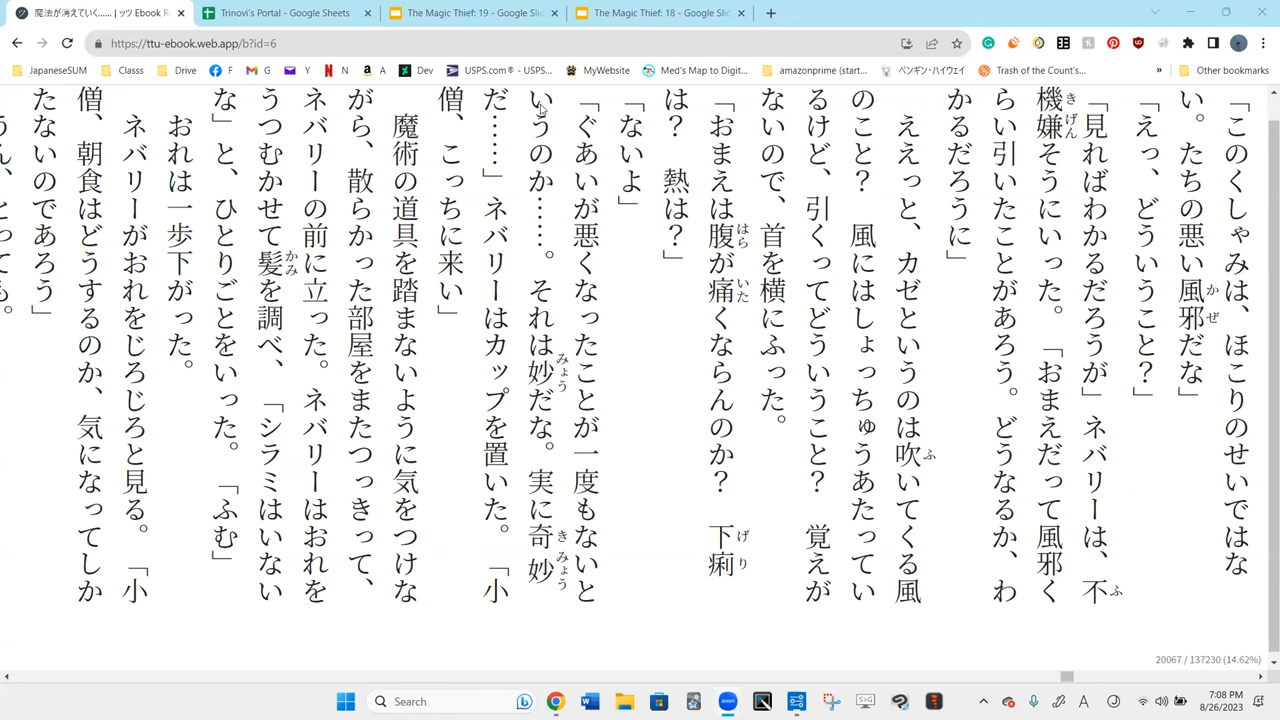 魔法が消えていく…… | ッツ Ebook R
Trinovi's Portal - Google Sheets
The Magic Thief: 19 - Google Slid
The Magic Thief: 18 - Google Slid
https://ttu-ebook.web.app/b?id=6
JapaneseSUM
Classs
Drive
F
G
Y
N
A
Dev
USPS.com® - USPS...
MyWebsite
Med's Map to Digit...
amazonprime (start...
ペンギン・ハイウェイ
Trash of the Count's...
»
Other bookmarks
「このくしゃみは、ほこりのせいではな
い。たちの悪い風邪だな」
「えっ、どういうこと？」
「見ればわかるだろうが」ネバリーは、不
機嫌そうにいった。「おまえだって風邪く
らい引いたことがあろう。どうなるか、わ
かるだろうに」
ええっと、カゼというのは吹いてくる風
のこと？　風にはしょっちゅうあたってい
るけど、引くってどういうこと？　覚えが
ないので、首を横にふった。
「おまえは腹が痛くならんのか？　下痢
は？　熱は？」
「ないよ」
「ぐあいが悪くなったことが一度もないと
いうのか……。それは妙だな。実に奇妙
だ……」ネバリーはカップを置いた。「小
僧、こっちに来い」
魔術の道具を踏まないように気をつけな
がら、散らかった部屋をまたつっきって、
ネバリーの前に立った。ネバリーはおれを
うつむかせて髪を調べ、「シラミはいない
な」と、ひとりごとをいった。「ふむ」
おれは一歩下がった。
ネバリーがおれをじろじろと見る。「小
僧、朝食はどうするのか、気になってしか
たないのであろう」
うん、とっても。
20067 / 137230 (14.62%)
Search
zoom
A
7:08 PM
8/26/2023